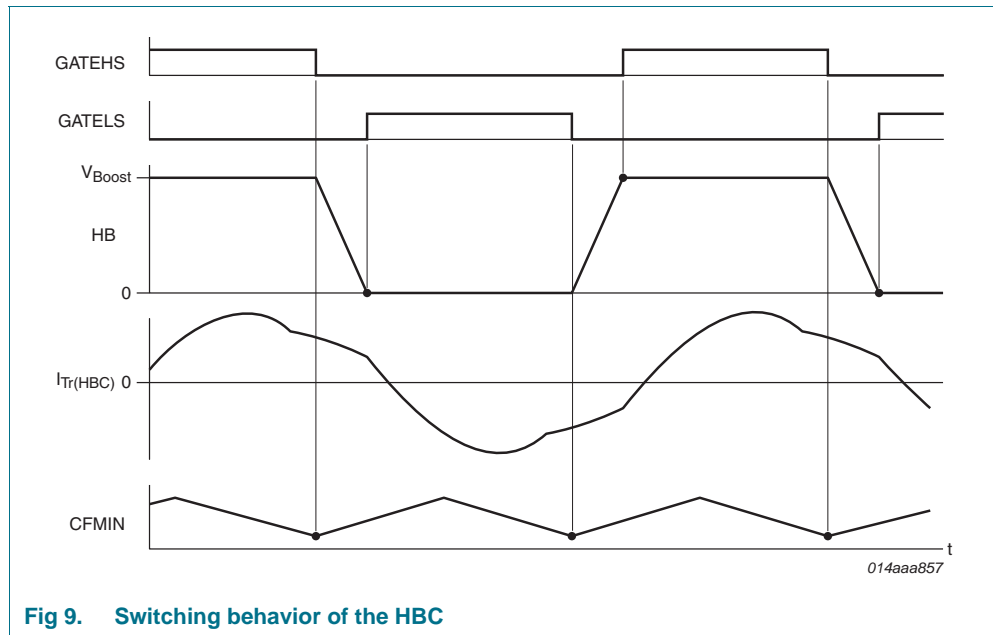 GATEHS
GATELS
VBoost
HB
0
ITr(HBC) 0
CFMIN
t
014aaa857
Fig 9. Switching behavior of the HBC